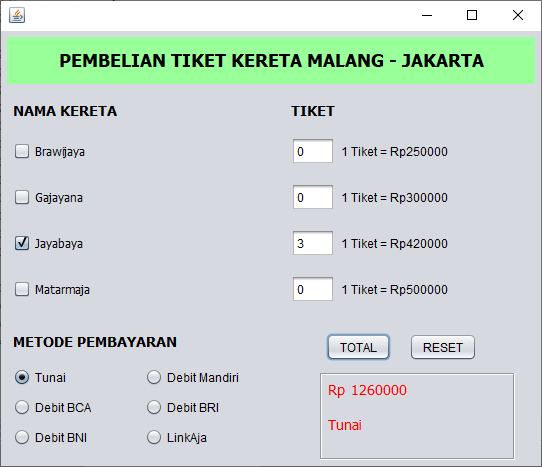 PEMBELIAN TIKET KERETA MALANG - JAKARTA
NAMA KERETA TIKET
Brawijaya 0 1 Tiket = Rp250000
Gajayana 0 1 Tiket = Rp300000
Jayabaya 3 1 Tiket = Rp420000
Matarmaja 0 1 Tiket = Rp500000
METODE PEMBAYARAN TOTAL RESET
Tunai Debit Mandiri
Debit BCA Debit BRI
Debit BNI LinkAja
Rp 1260000
Tunai